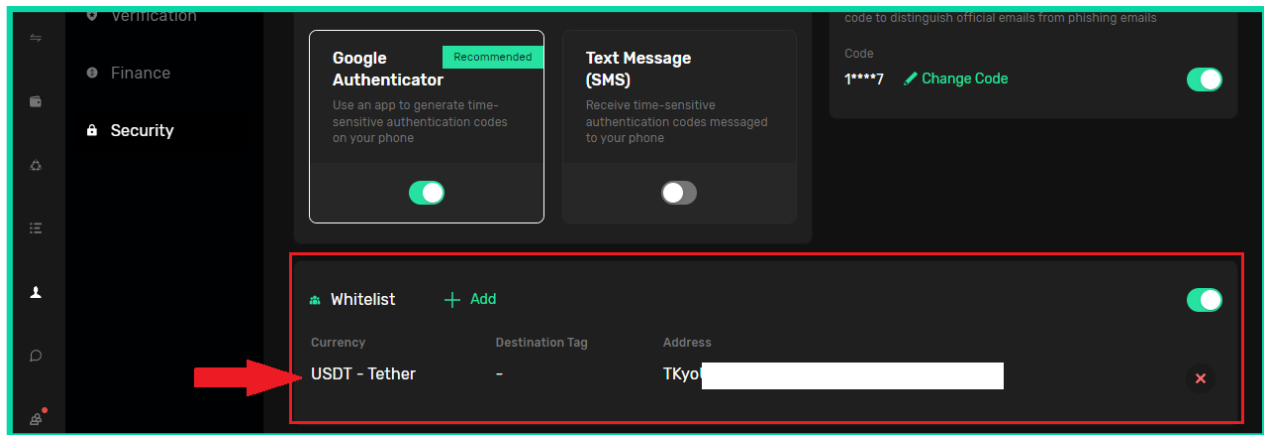 Verification
Finance
Security
Google
Authenticator
Recommended
Use an app to generate time-
sensitive authentication codes
on your phone
Text Message
(SMS)
Receive time-sensitive
authentication codes messaged
to your phone
code to distinguish official emails from phishing emails
Code
1****7 Change Code
Whitelist + Add
Currency Destination Tag Address
USDT - Tether - TKyo